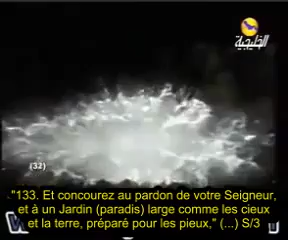 الخليجية
(32)
"133. Et concourez au pardon de votre Seigneur,
et à un Jardin (paradis) large comme les cieux
et la terre, préparé pour les pieux," (...) S/3